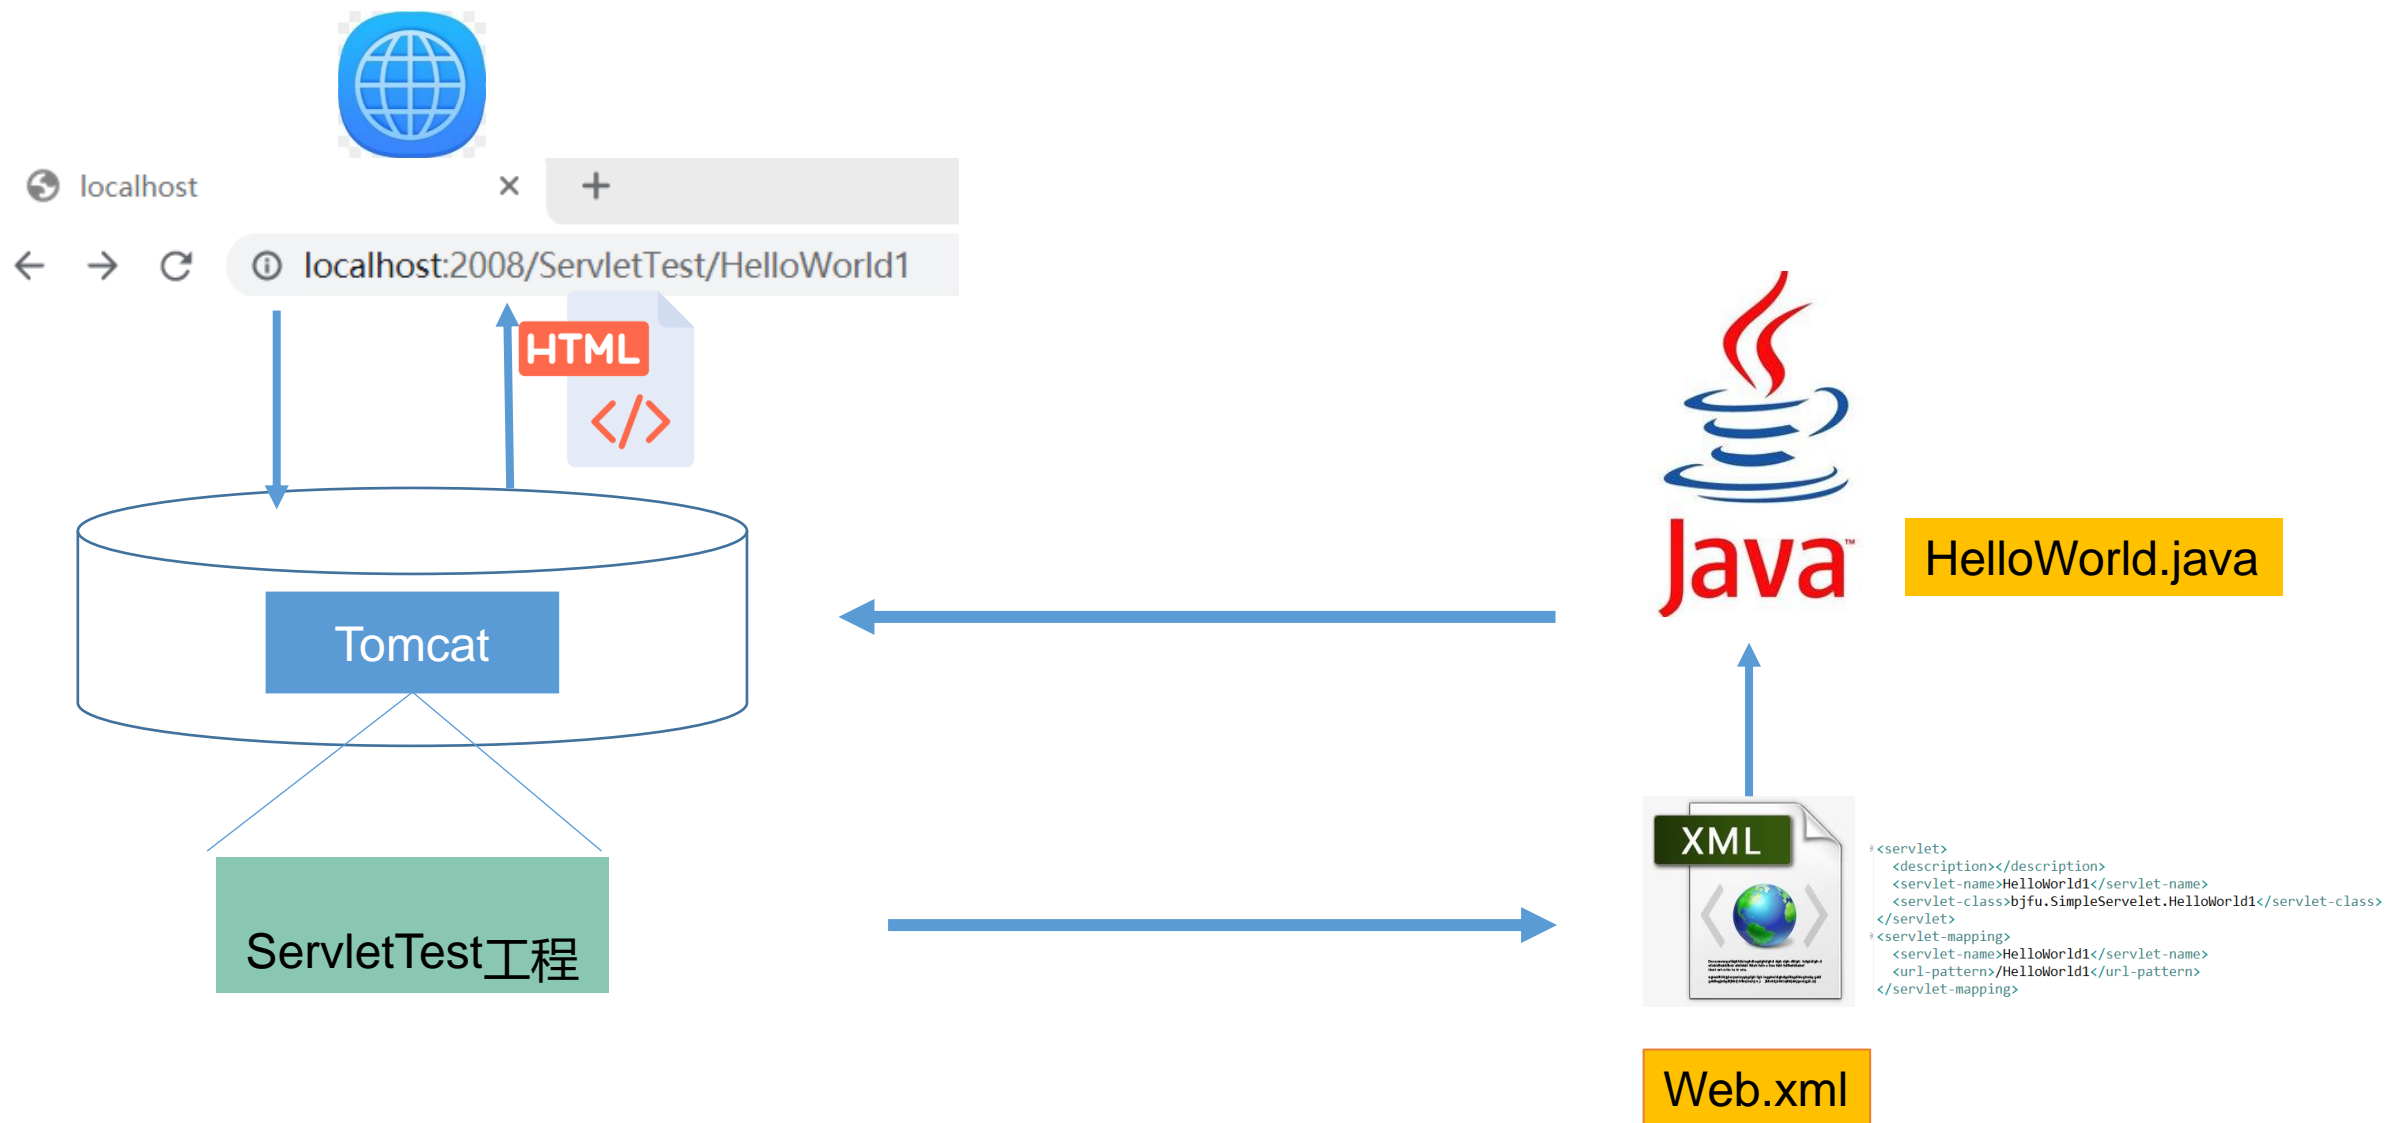 localhost
localhost:2008/ServletTest/HelloWorld1
HTML
</>
Java™
HelloWorld.java
Tomcat
XML
<servlet>
<description></description>
<servlet-name>HelloWorld1</servlet-name>
<servlet-class>bjfu.SimpleServelet.HelloWorld1</servlet-class>
</servlet>
<servlet-mapping>
<servlet-name>HelloWorld1</servlet-name>
<url-pattern>/HelloWorld1</url-pattern>
</servlet-mapping>
ServletTest工程
Web.xml